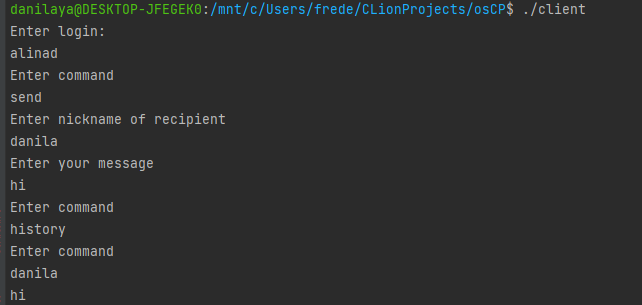 danilaya@DESKTOP-JFEGEK0:/mnt/c/Users/frede/CLionProjects/osCP$ ./client
Enter login:
alinad
Enter command
send
Enter nickname of recipient
danila
Enter your message
hi
Enter command
history
Enter command
danila
hi